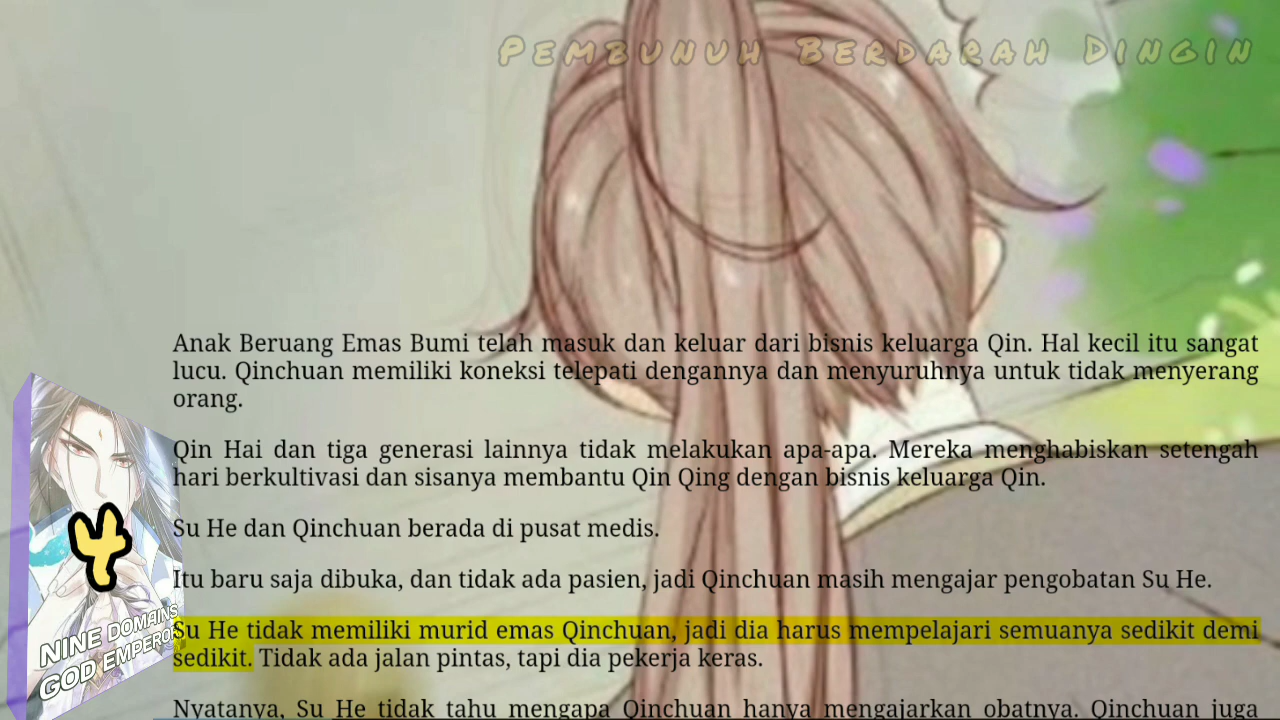 Pembunuh Berdarah Dingin
Anak Beruang Emas Bumi telah masuk dan keluar dari bisnis keluarga Qin. Hal kecil itu sangat
lucu. Qinchuan memiliki koneksi telepati dengannya dan menyuruhnya untuk tidak menyerang
orang.
Qin Hai dan tiga generasi lainnya tidak melakukan apa-apa. Mereka menghabiskan setengah
hari berkultivasi dan sisanya membantu Qin Qing dengan bisnis keluarga Qin.
Su He dan Qinchuan berada di pusat medis.
Itu baru saja dibuka, dan tidak ada pasien, jadi Qinchuan masih mengajar pengobatan Su He.
Su He tidak memiliki murid emas Qinchuan, jadi dia harus mempelajari semuanya sedikit demi
sedikit. Tidak ada jalan pintas, tapi dia pekerja keras.
Nyatanya, Su He tidak tahu mengapa Qinchuan hanya mengajarkan obatnya. Qinchuan juga
4
NINE DOMAINS
GOD EMPEROR